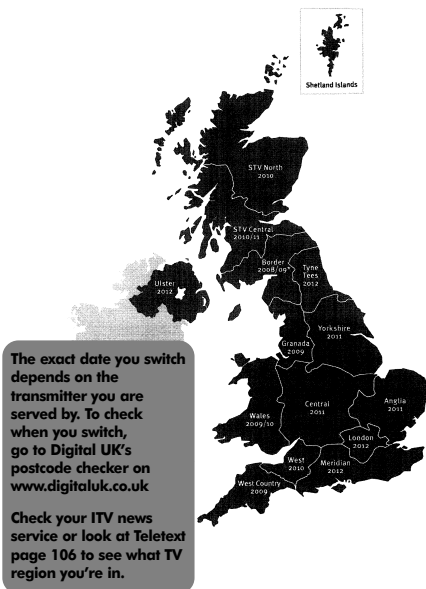 Shetland Islands
STV North
2010
STV Central
2010/11
Border
2008/09*
Tyne
Tees
2012
Ulster
2012
Yorkshire
2011
Granada
2009
Central
2011
Anglia
2011
Wales
2009/10
London
2012
West
2010
Meridian
2012
West Country
2009
The exact date you switch
depends on the
transmitter you are
served by. To check
when you switch,
go to Digital UK’s
postcode checker on
www.digitaluk.co.uk
Check your ITV news
service or look at Teletext
page 106 to see what TV
region you’re in.